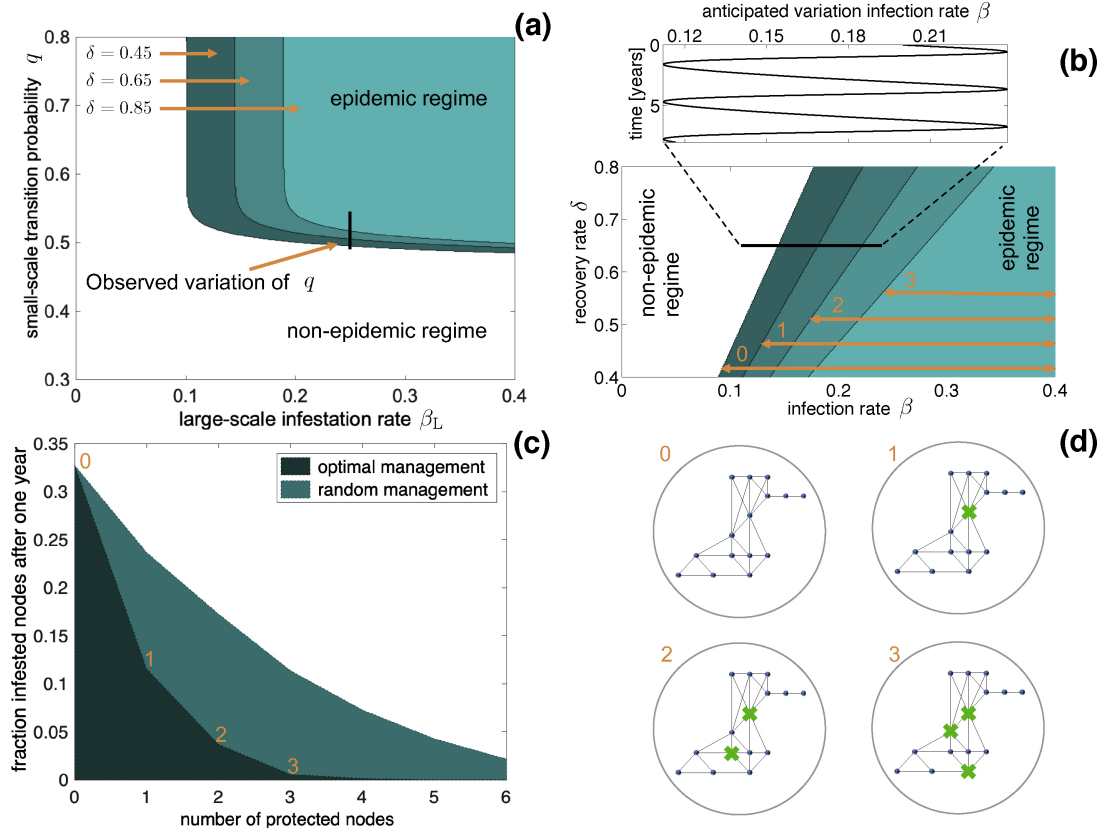 (a)
small-scale transition probability q
0.8
0.7
0.6
0.5
0.4
0.3
δ = 0.45
δ = 0.65
δ = 0.85
epidemic regime
Observed variation of q
non-epidemic regime
0.1 0.2 0.3 0.4
large-scale infestation rate β_L
(b)
anticipated variation infection rate β
0.12 0.15 0.18 0.21
time [years]
0
5
recovery rate δ
0.8
0.7
0.6
0.5
0.4
non-epidemic
regime
epidemic
regime
3
2
1
0
0 0.1 0.2 0.3 0.4
infection rate β
(c)
fraction infested nodes after one year
0.35
0.3
0.25
0.2
0.15
0.1
0.05
0
optimal management
random management
0
1
2
3
0 1 2 3 4 5 6
number of protected nodes
(d)
0
1
2
3